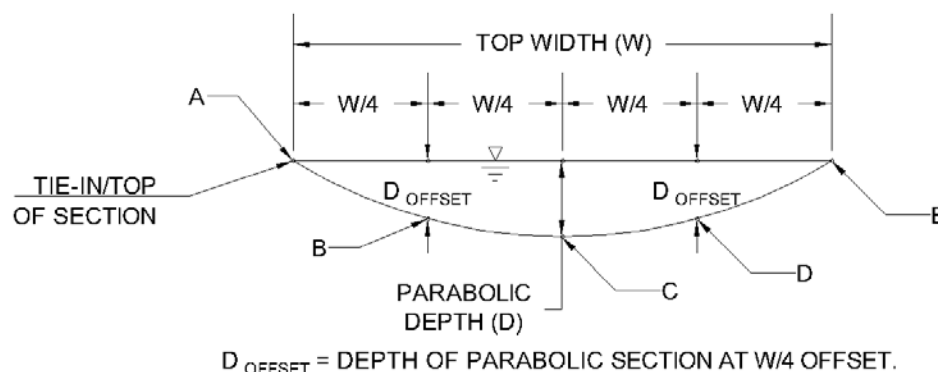 TOP WIDTH (W)
A
W/4
W/4
W/4
W/4
TIE-IN/TOP
OF SECTION
D OFFSET
D OFFSET
E
B
D
C
PARABOLIC
DEPTH (D)
D OFFSET = DEPTH OF PARABOLIC SECTION AT W/4 OFFSET.